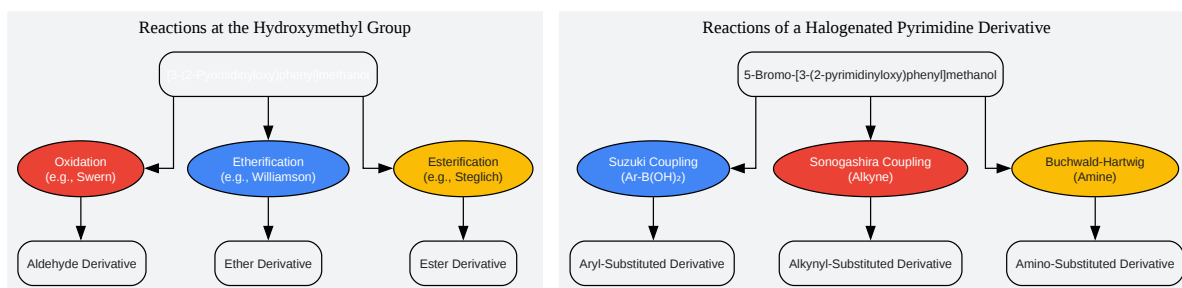 Reactions at the Hydroxymethyl Group
[3-(2-Pyrimidinyloxy)phenyl]methanol
Oxidation
(e.g., Swern)
Etherification
(e.g., Williamson)
Esterification
(e.g., Steglich)
Aldehyde Derivative
Ether Derivative
Ester Derivative
Reactions of a Halogenated Pyrimidine Derivative
5-Bromo-[3-(2-pyrimidinyloxy)phenyl]methanol
Suzuki Coupling
(Ar-B(OH)₂)
Sonogashira Coupling
(Alkyne)
Buchwald-Hartwig
(Amine)
Aryl-Substituted Derivative
Alkynyl-Substituted Derivative
Amino-Substituted Derivative